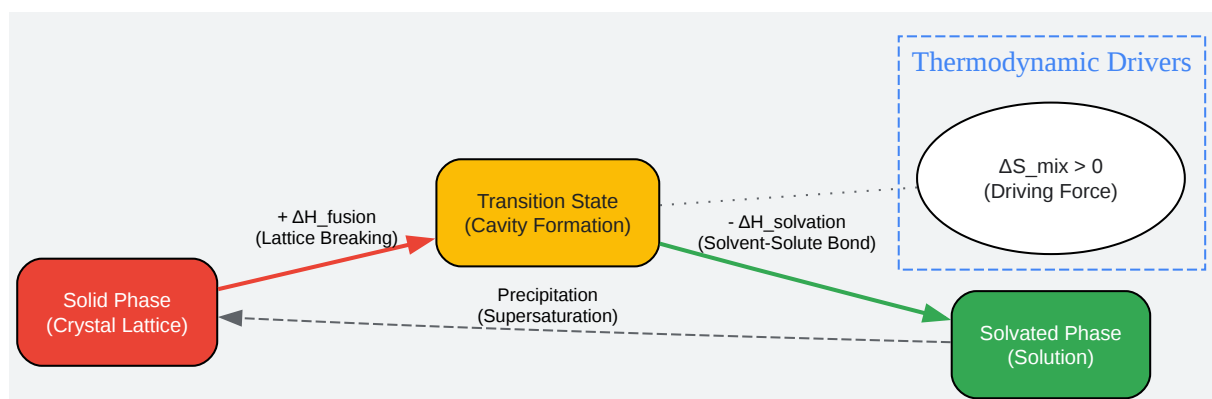 Thermodynamic Drivers
ΔS_mix > 0
(Driving Force)
Transition State
(Cavity Formation)
+ ΔH_fusion
(Lattice Breaking)
- ΔH_solvation
(Solvent-Solute Bond)
Solid Phase
(Crystal Lattice)
Precipitation
(Supersaturation)
Solvated Phase
(Solution)